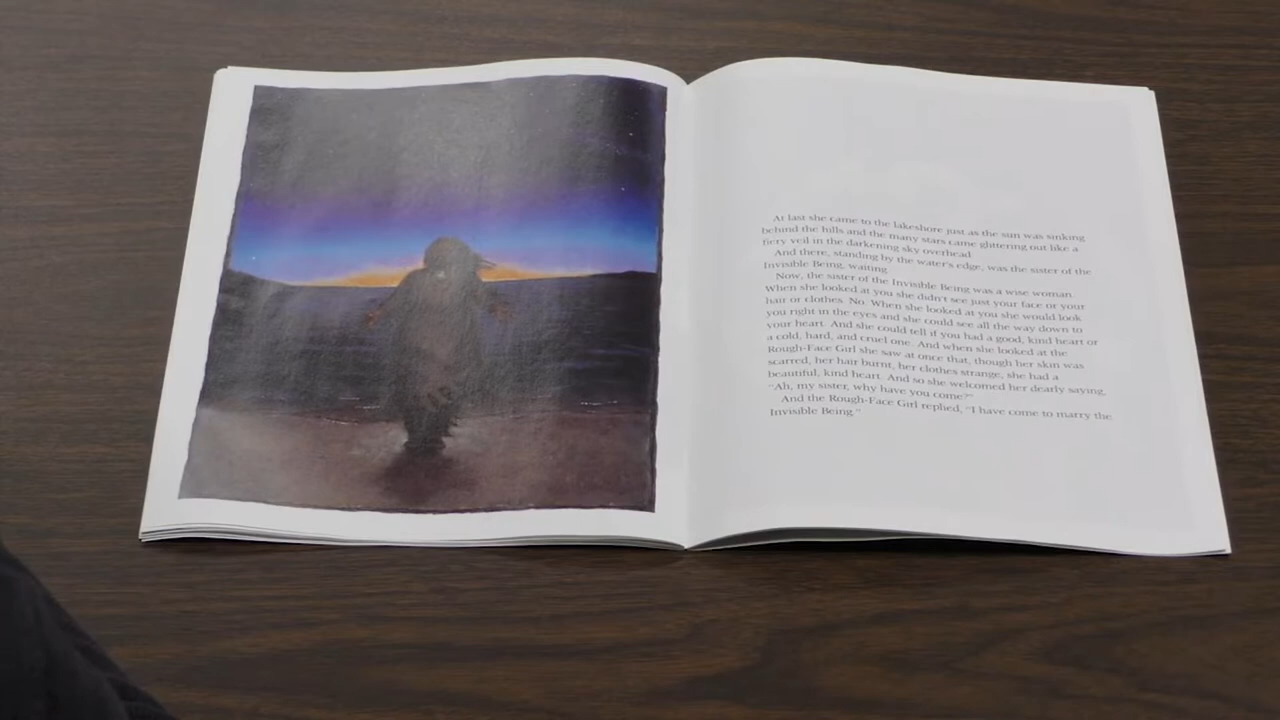 At last she came to the lakeshore just as the sun was sinking
behind the hills and the many stars came glittering out like a
fiery veil in the darkening sky overhead.
And there, standing by the water's edge, was the sister of the
Invisible Being, waiting.
Now, the sister of the Invisible Being was a wise woman.
When she looked at you she didn't see just your face or your
hair or clothes. No. When she looked at you she would look
you right in the eyes and she could see all the way down to
your heart. And she could tell if you had a good, kind heart or
a cold, hard, and cruel one. And when she looked at the
Rough-Face Girl she saw at once that, though her skin was
scarred, her hair burnt, her clothes strange, she had a
beautiful, kind heart. And so she welcomed her dearly saying,
"Ah, my sister, why have you come?"
And the Rough-Face Girl replied, "I have come to marry the
Invisible Being."